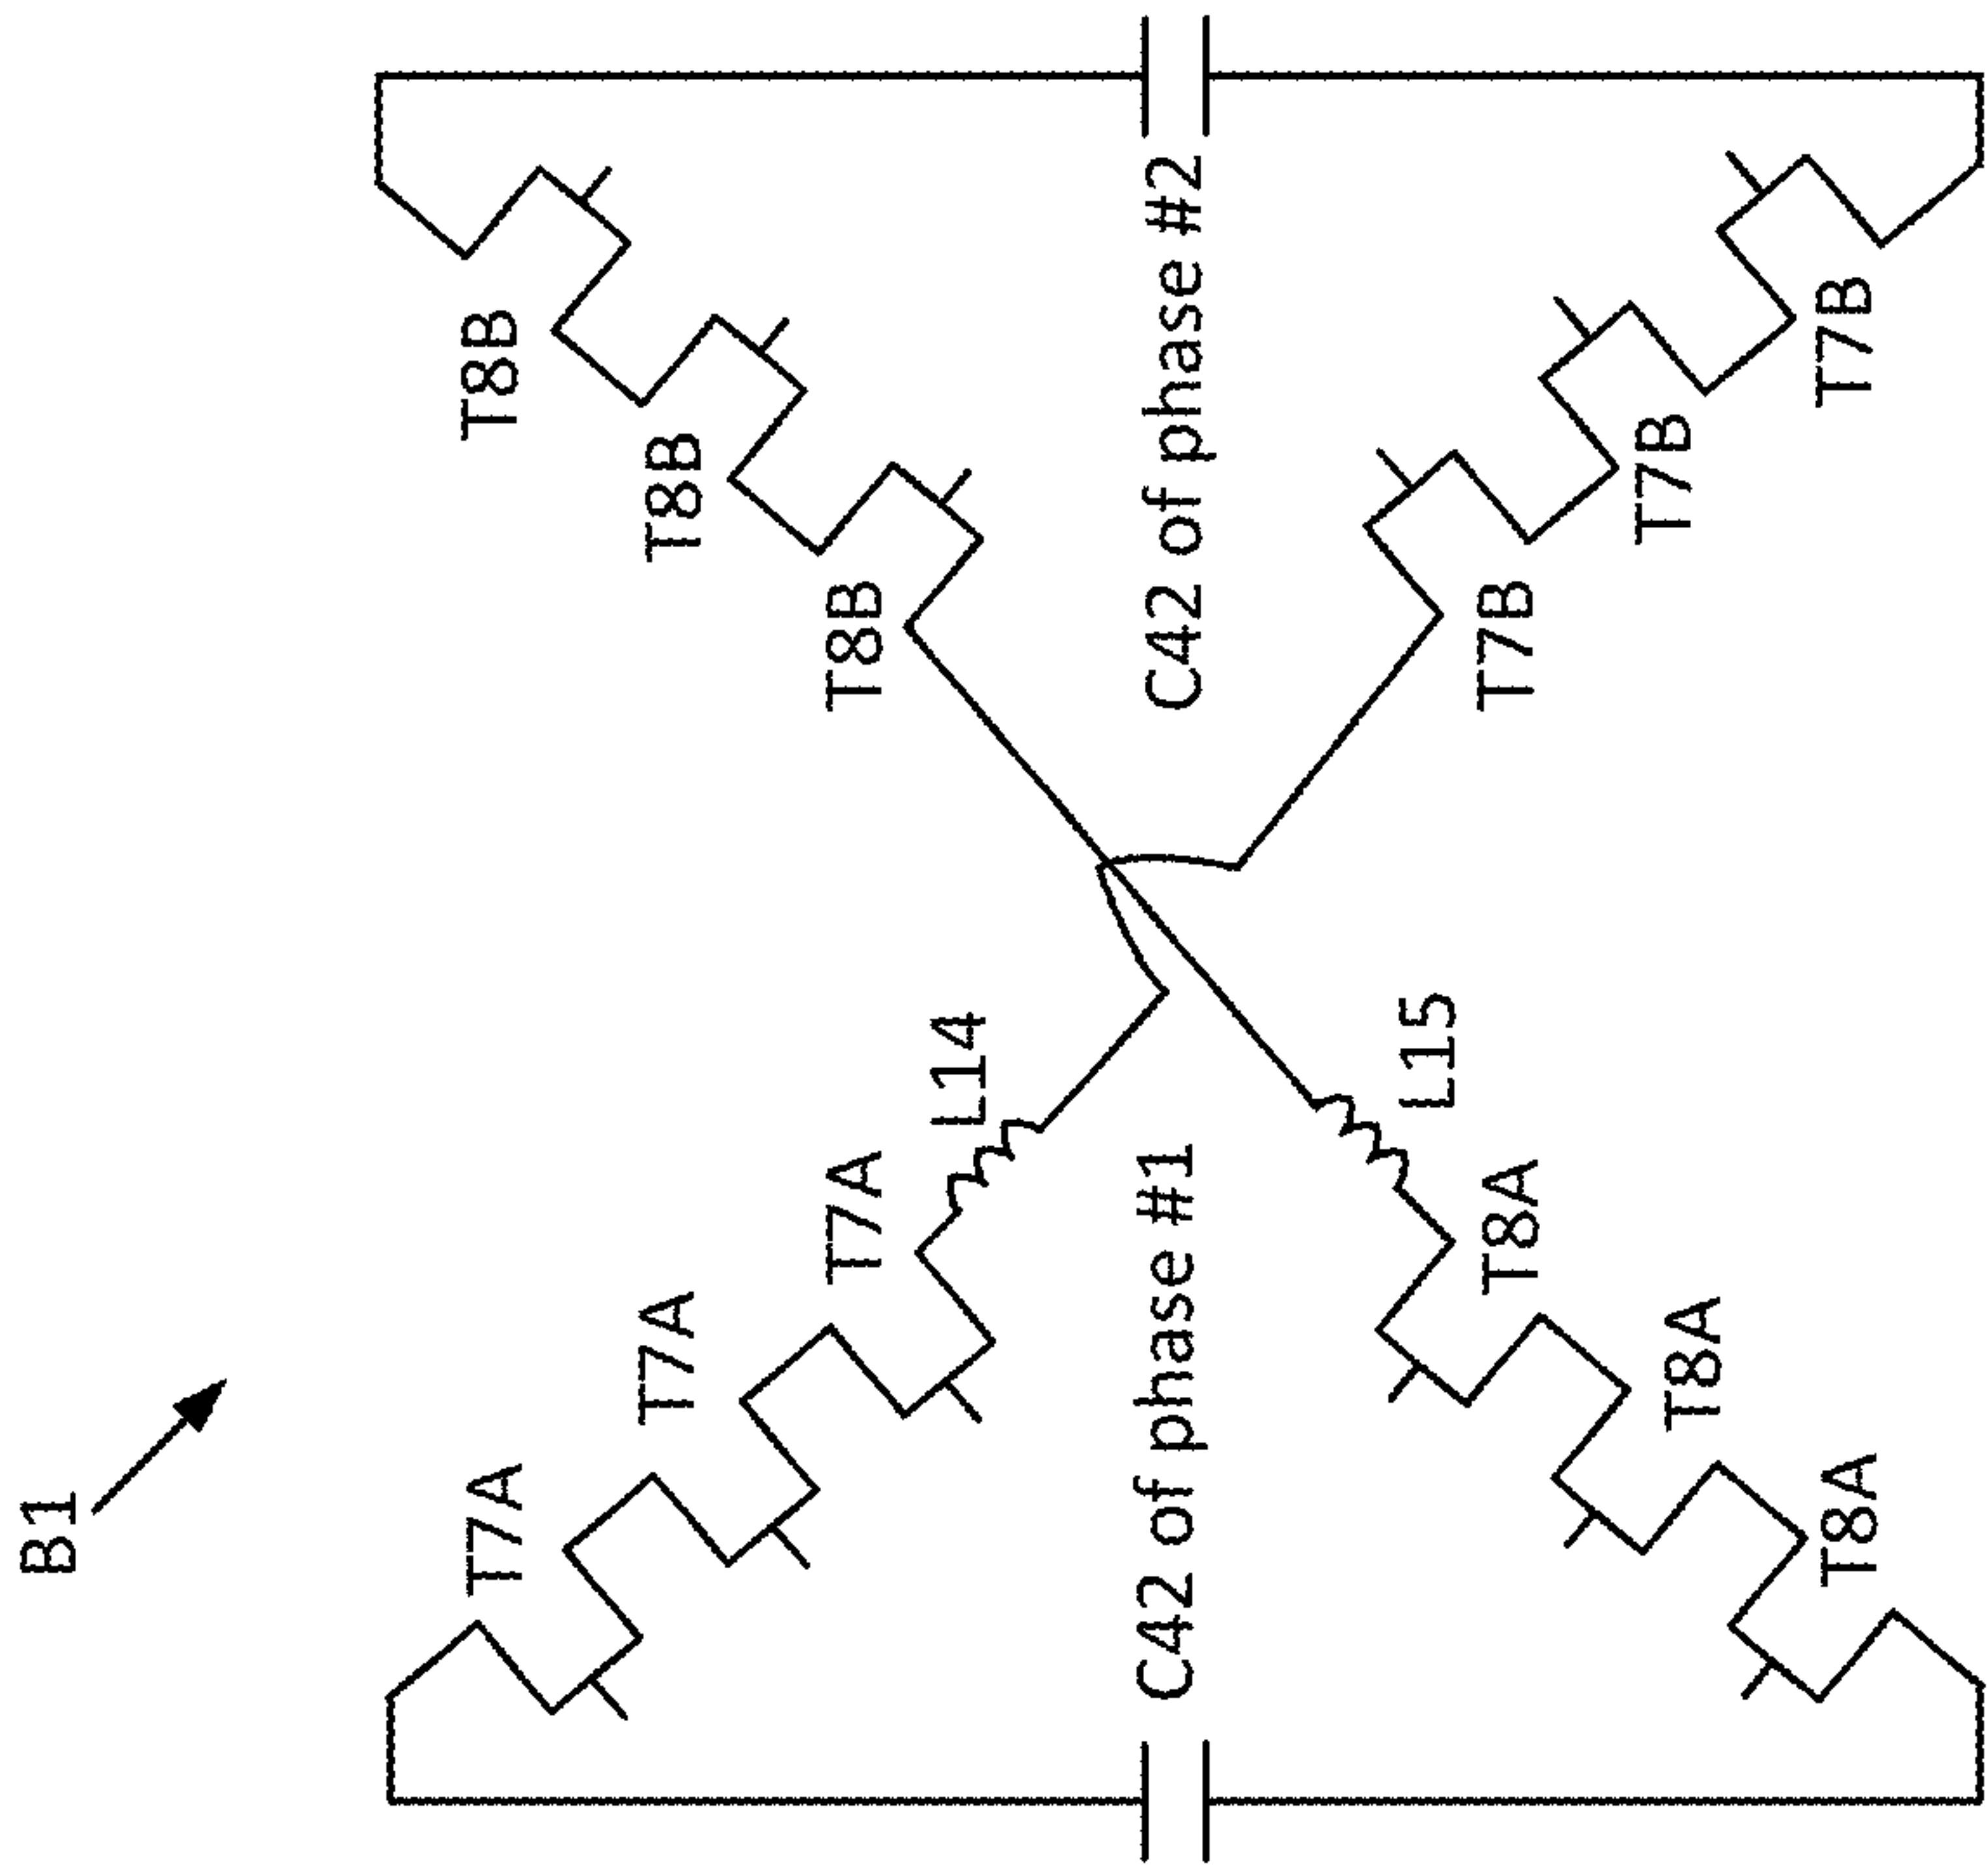 B1
T7A
T8B
T7A
T8B
T7A
T8B
L14
C42 of phase #1
C42 of phase #2
L15
T8A
T7B
T8A
T7B
T8A
T7B